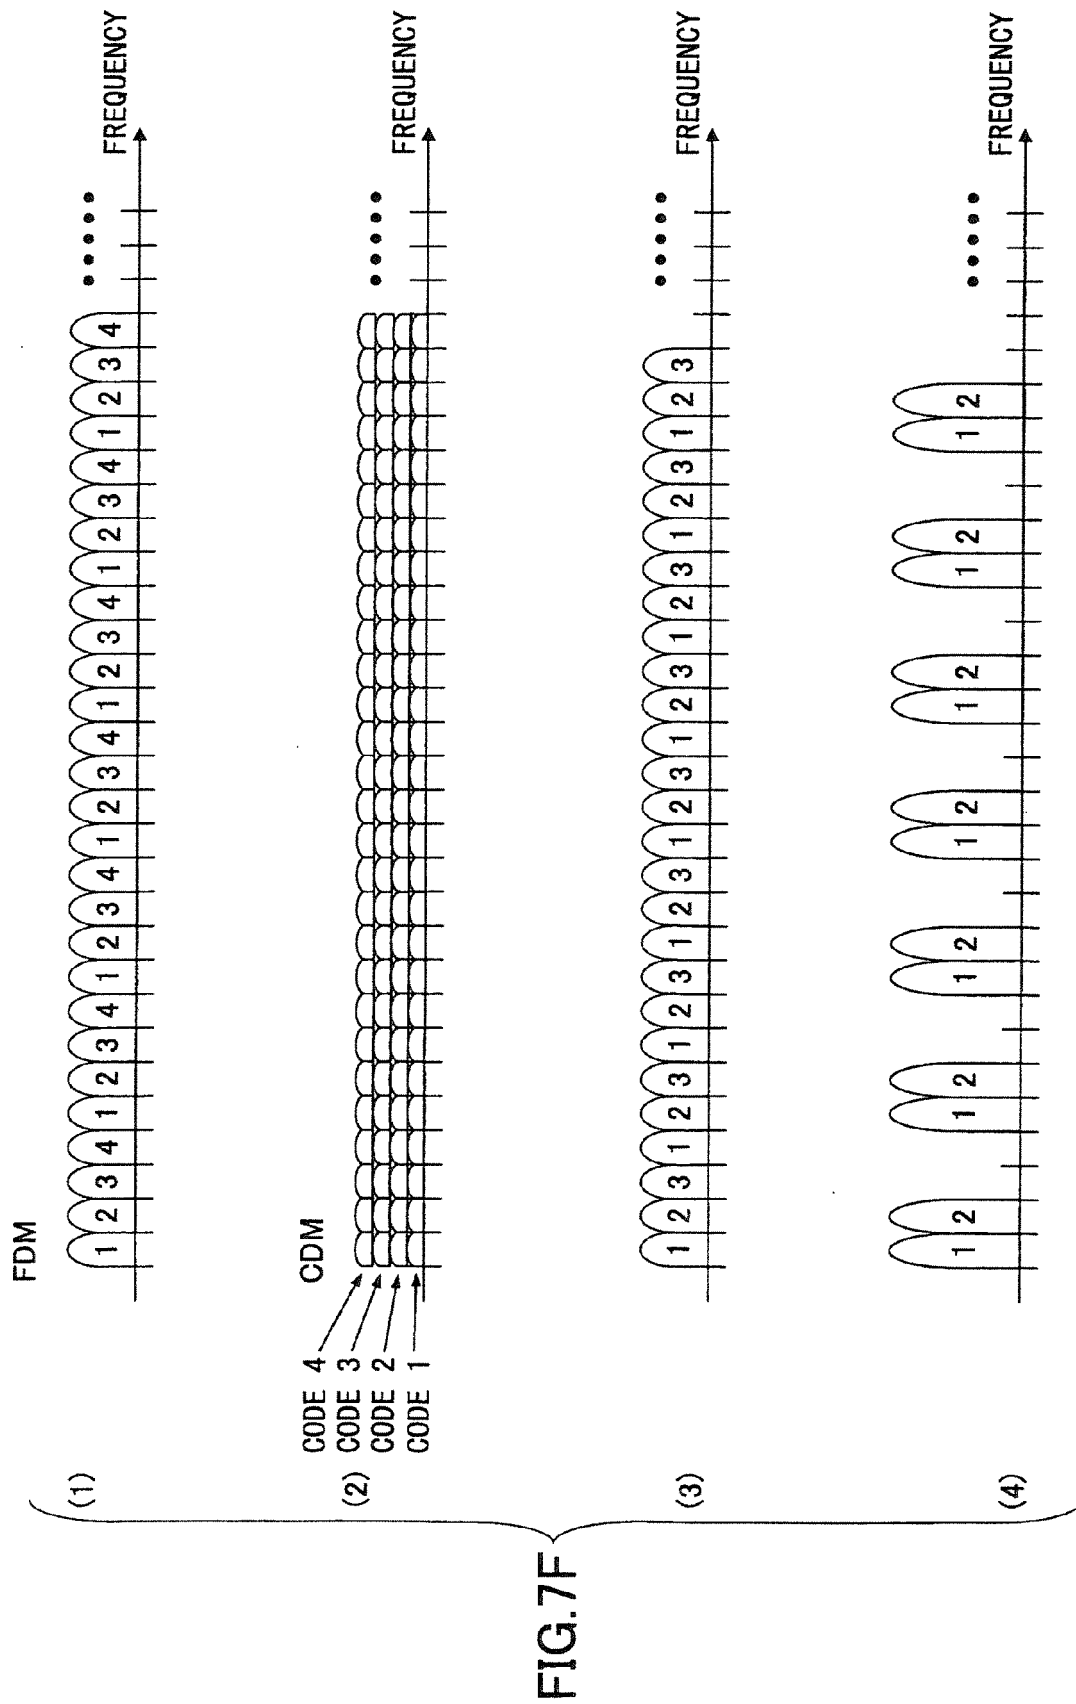 FDM
(1)
1 2 3 4 1 2 3 4 1 2 3 4 1 2 3 4 1 2 3 4 1 2 3 4 1 2 3 4
FREQUENCY
CDM
(2)
CODE 4
CODE 3
CODE 2
CODE 1
FREQUENCY
(3)
1 2 3 1 2 3 1 2 3 1 2 3 1 2 3 1 2 3 1 2 3 1 2 3 1 2 3
FREQUENCY
(4)
1 2 1 2 1 2 1 2 1 2 1 2 1 2
FREQUENCY
FIG.7F